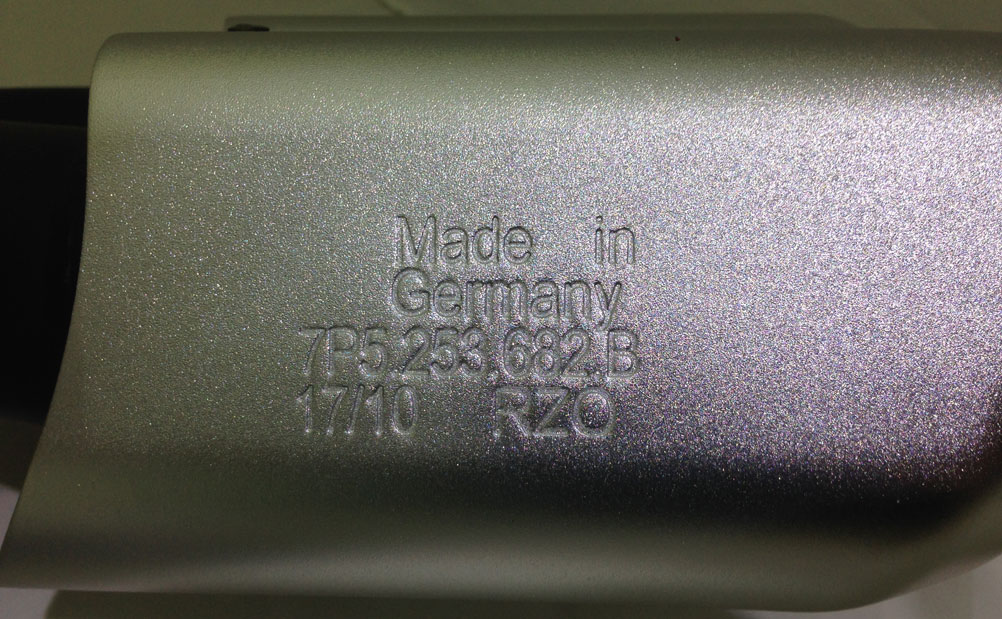 Made in
Germany
7P5.253.682.B
17/10 RZO